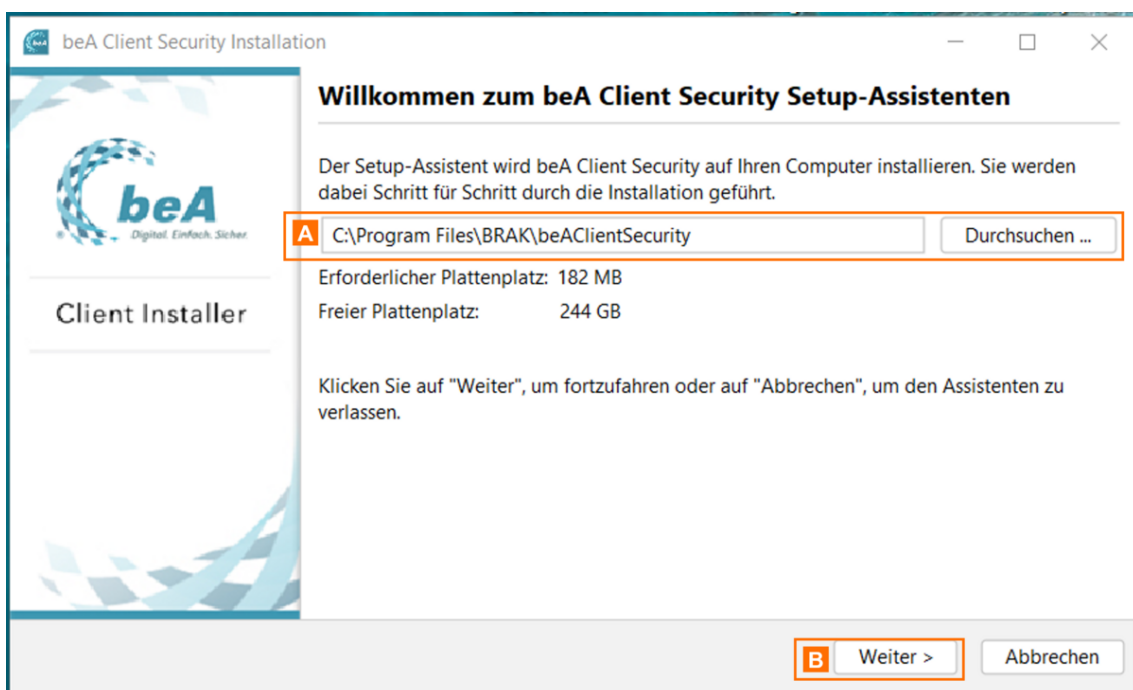 beA Client Security Installation
Willkommen zum beA Client Security Setup-Assistenten
Der Setup-Assistent wird beA Client Security auf Ihren Computer installieren. Sie werden
dabei Schritt für Schritt durch die Installation geführt.
beA
Digital. Einfach. Sicher.
A C:\Program Files\BRAK\beAClientSecurity Durchsuchen ...
Erforderlicher Plattenplatz: 182 MB
Client Installer
Freier Plattenplatz: 244 GB
Klicken Sie auf "Weiter", um fortzufahren oder auf "Abbrechen", um den Assistenten zu
verlassen.
B Weiter > Abbrechen